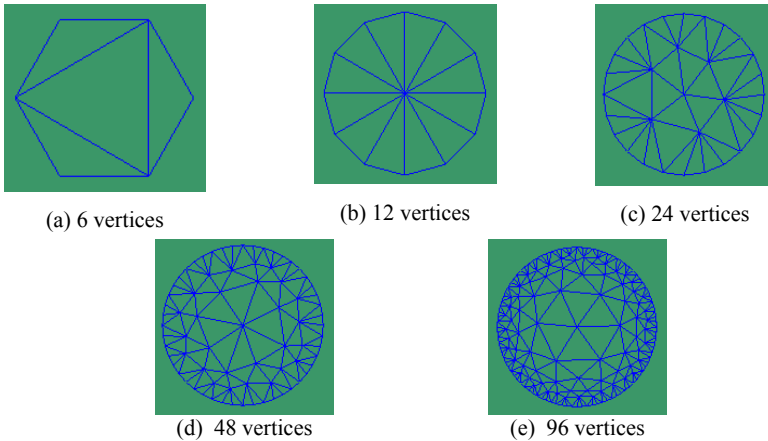 (a) 6 vertices
(b) 12 vertices
(c) 24 vertices
(d) 48 vertices
(e) 96 vertices